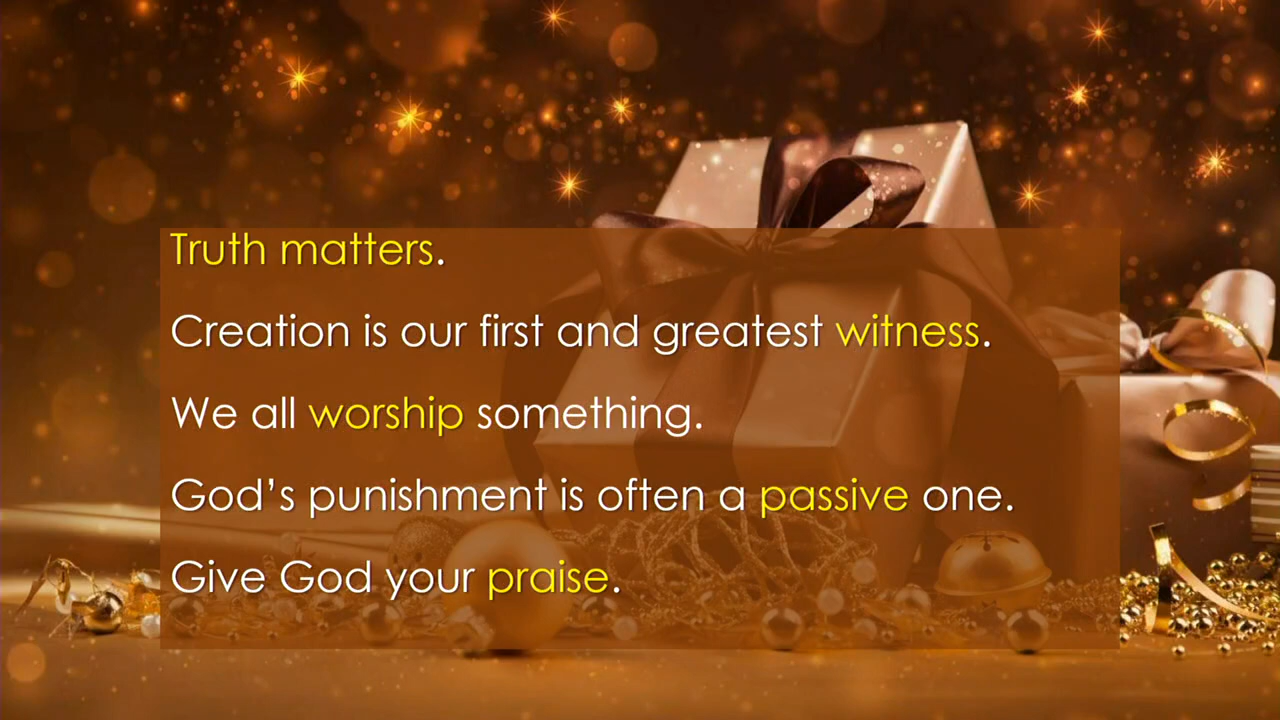 Truth matters.
Creation is our first and greatest witness.
We all worship something.
God’s punishment is often a passive one.
Give God your praise.